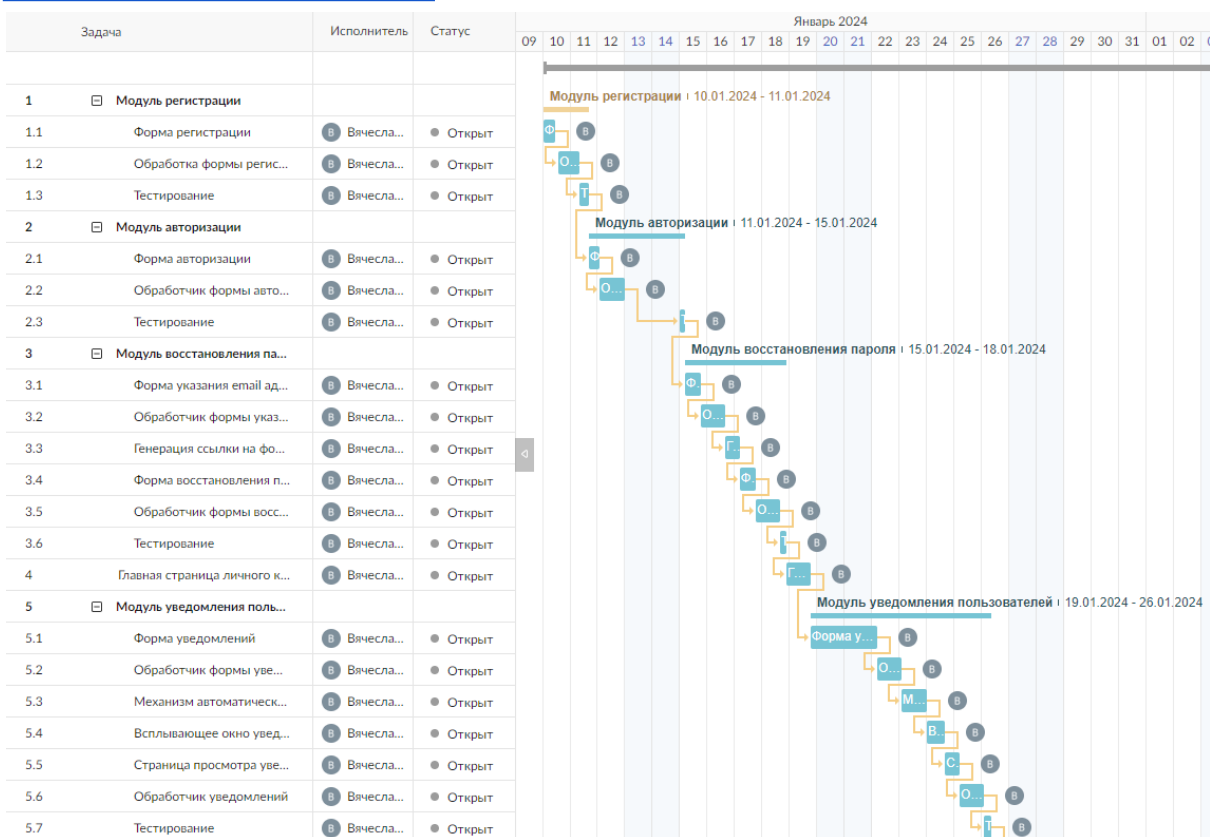 Январь 2024
Задача Исполнитель Статус
09 10 11 12 13 14 15 16 17 18 19 20 21 22 23 24 25 26 27 28 29 30 31 01 02
1 Модуль регистрации Модуль регистрации 10.01.2024 - 11.01.2024
1.1 Форма регистрации В Вячесла... Открыт Ф В
1.2 Обработка формы регис... В Вячесла... Открыт О... В
1.3 Тестирование В Вячесла... Открыт Т В
2 Модуль авторизации Модуль авторизации 11.01.2024 - 15.01.2024
2.1 Форма авторизации В Вячесла... Открыт Ф В
2.2 Обработчик формы авто... В Вячесла... Открыт О... В
2.3 Тестирование В Вячесла... Открыт В
3 Модуль восстановления па... Модуль восстановления пароля 15.01.2024 - 18.01.2024
3.1 Форма указания email ад... В Вячесла... Открыт Ф. В
3.2 Обработчик формы указ... В Вячесла... Открыт О... В
3.3 Генерация ссылки на фо... В Вячесла... Открыт Г. В
3.4 Форма восстановления п... В Вячесла... Открыт Ф. В
3.5 Обработчик формы восс... В Вячесла... Открыт О... В
3.6 Тестирование В Вячесла... Открыт В
4 Главная страница личного к... В Вячесла... Открыт Г... В
5 Модуль уведомления поль... Модуль уведомления пользователей 19.01.2024 - 26.01.2024
5.1 Форма уведомлений В Вячесла... Открыт Форма у... В
5.2 Обработчик формы уве... В Вячесла... Открыт О... В
5.3 Механизм автоматическ... В Вячесла... Открыт М... В
5.4 Всплывающее окно увед... В Вячесла... Открыт В. В
5.5 Страница просмотра уве... В Вячесла... Открыт С. В
5.6 Обработчик уведомлений В Вячесла... Открыт О... В
5.7 Тестирование В Вячесла... Открыт Т В